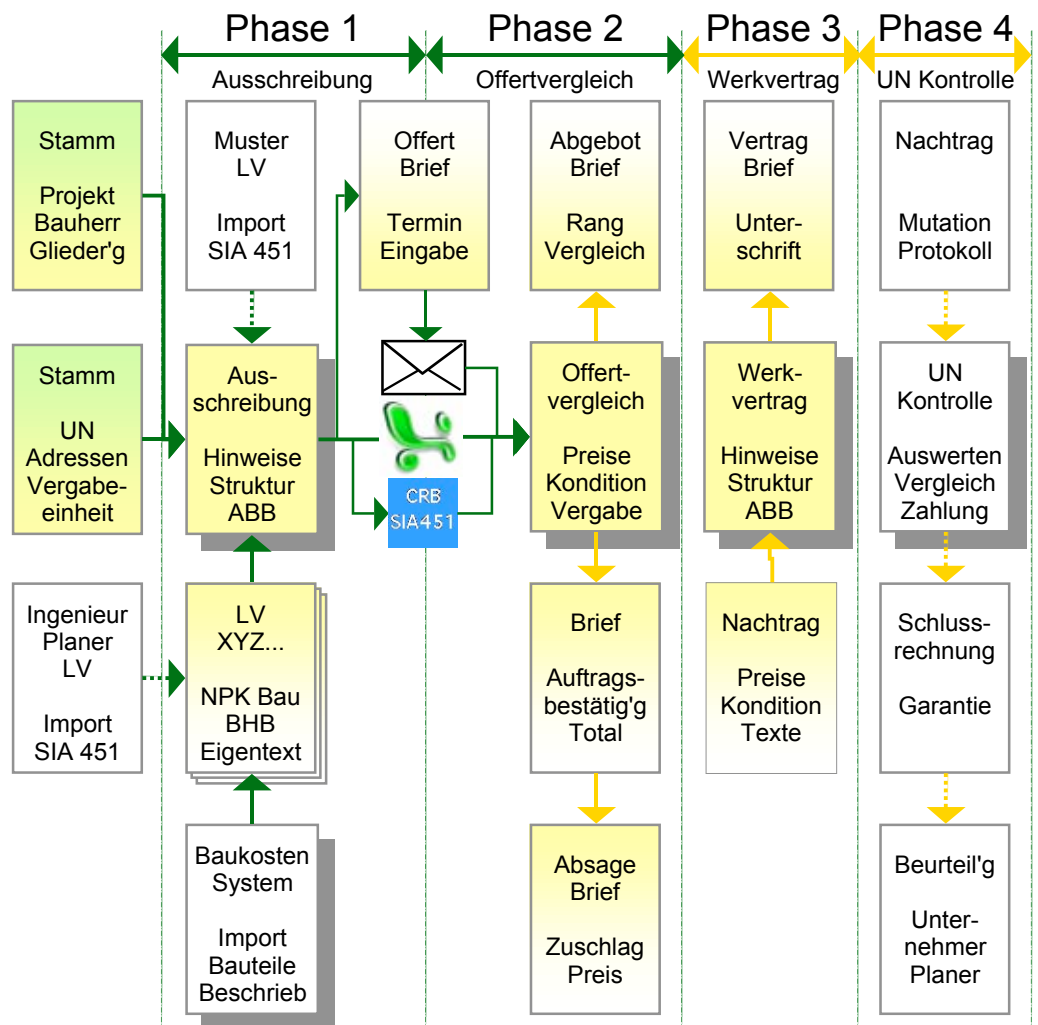 Phase 1
Phase 2
Phase 3
Phase 4
Ausschreibung
Offertvergleich
Werkvertrag
UN Kontrolle
Stamm
Projekt
Bauherr
Glieder'g
Muster
LV
Import
SIA 451
Offert
Brief
Termin
Eingabe
Abgebot
Brief
Rang
Vergleich
Vertrag
Brief
Unter-
schrift
Nachtrag
Mutation
Protokoll
Stamm
UN
Adressen
Vergabe-
einheit
Aus-
schreibung
Hinweise
Struktur
ABB
CRB
SIA451
Offert-
vergleich
Preise
Kondition
Vergabe
Werk-
vertrag
Hinweise
Struktur
ABB
UN
Kontrolle
Auswerten
Vergleich
Zahlung
Ingenieur
Planer
LV
Import
SIA 451
LV
XYZ...
NPK Bau
BHB
Eigentext
Brief
Auftrags-
bestätig'g
Total
Nachtrag
Preise
Kondition
Texte
Schluss-
rechnung
Garantie
Baukosten
System
Import
Bauteile
Beschrieb
Absage
Brief
Zuschlag
Preis
Beurteil'g
Unter-
nehmer
Planer